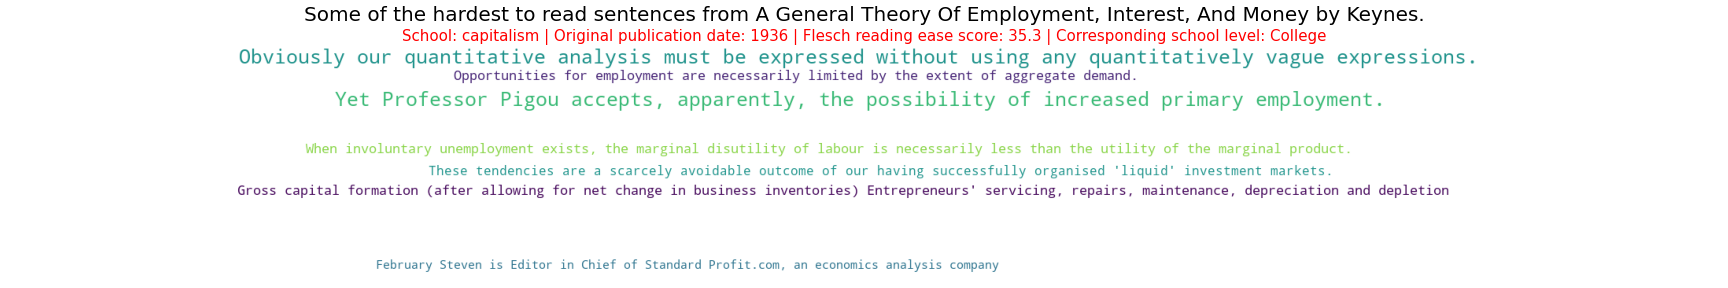 Some of the hardest to read sentences from A General Theory Of Employment, Interest, And Money by Keynes.
School: capitalism | Original publication date: 1936 | Flesch reading ease score: 35.3 | Corresponding school level: College
Obviously our quantitative analysis must be expressed without using any quantitatively vague expressions.
Opportunities for employment are necessarily limited by the extent of aggregate demand.
Yet Professor Pigou accepts, apparently, the possibility of increased primary employment.
When involuntary unemployment exists, the marginal disutility of labour is necessarily less than the utility of the marginal product.
These tendencies are a scarcely avoidable outcome of our having successfully organised 'liquid' investment markets.
Gross capital formation (after allowing for net change in business inventories) Entrepreneurs' servicing, repairs, maintenance, depreciation and depletion
February Steven is Editor in Chief of Standard Profit.com, an economics analysis company